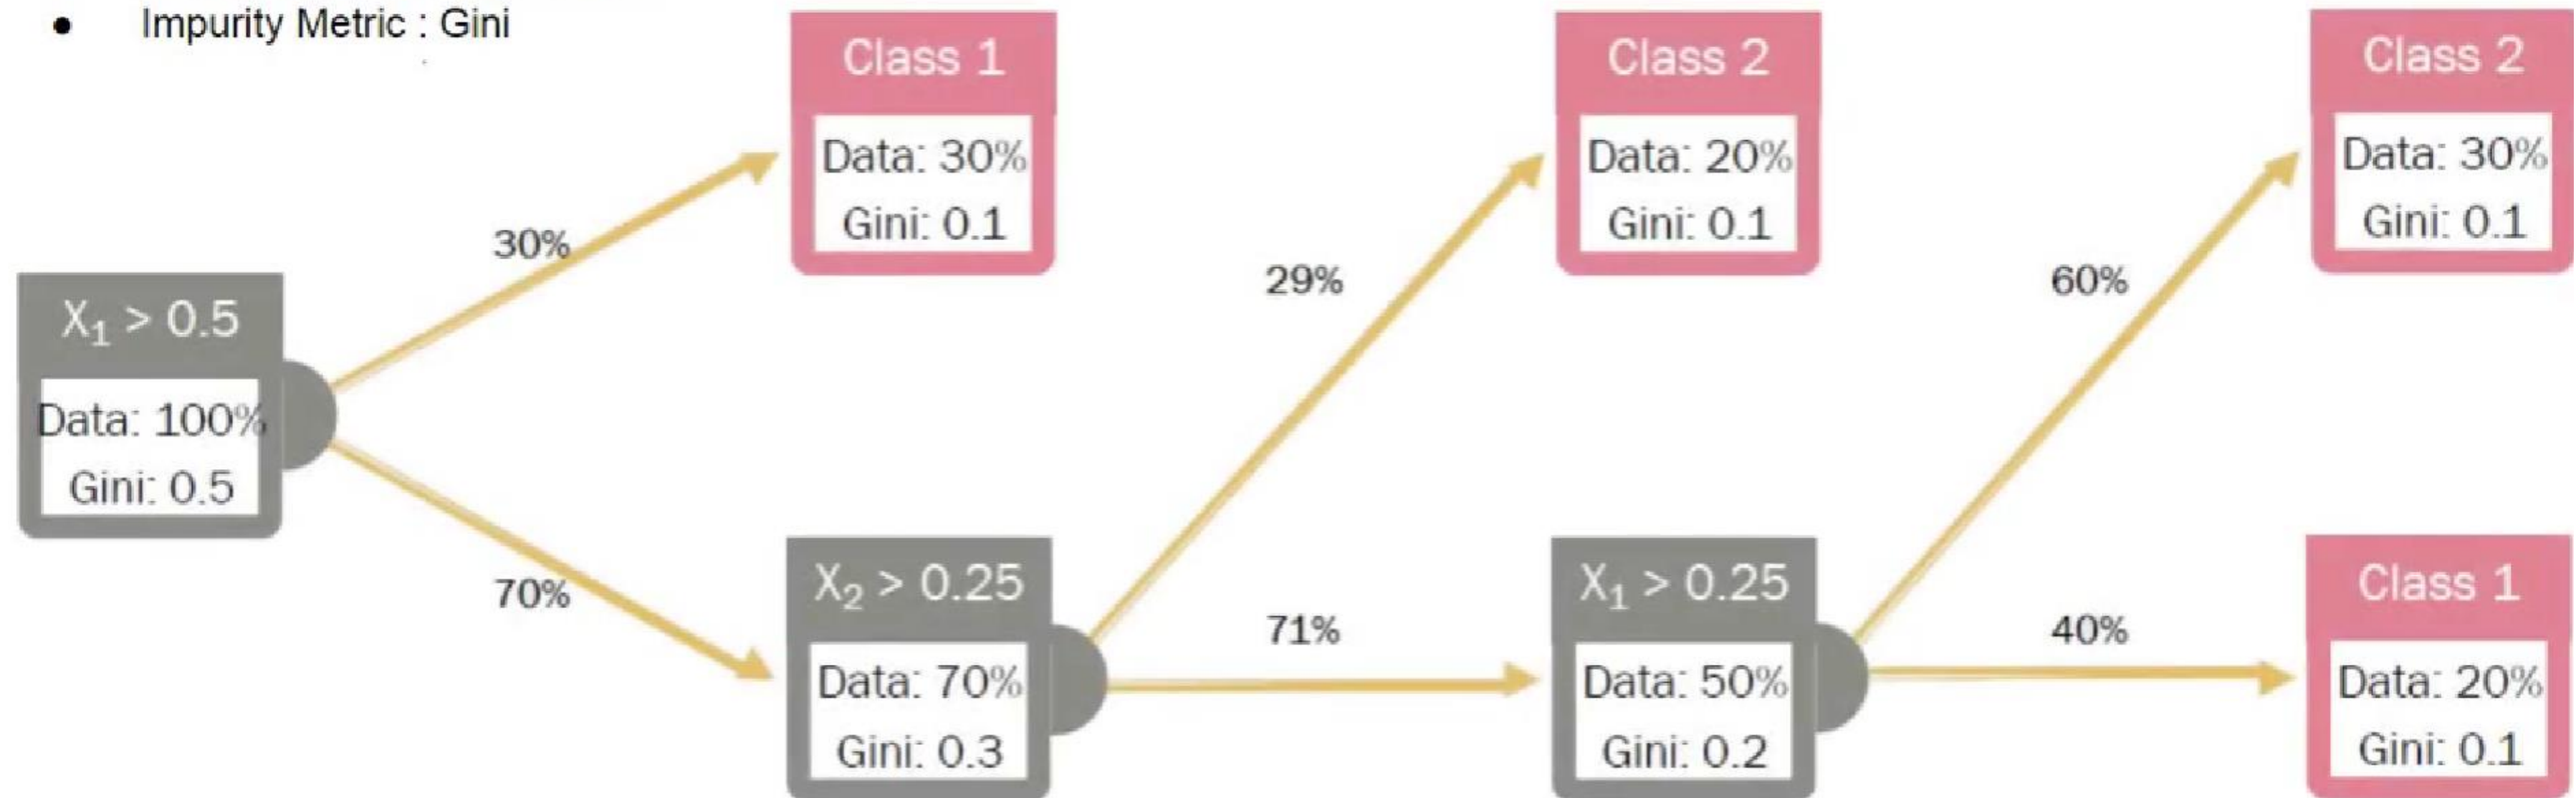 • Impurity Metric : Gini
Class 1
Data: 30%
Gini: 0.1
Class 2
Data: 20%
Gini: 0.1
Class 2
Data: 30%
Gini: 0.1
30%
29%
60%
X₁ > 0.5
Data: 100%
Gini: 0.5
70%
71%
40%
X₂ > 0.25
Data: 70%
Gini: 0.3
X₁ > 0.25
Data: 50%
Gini: 0.2
Class 1
Data: 20%
Gini: 0.1